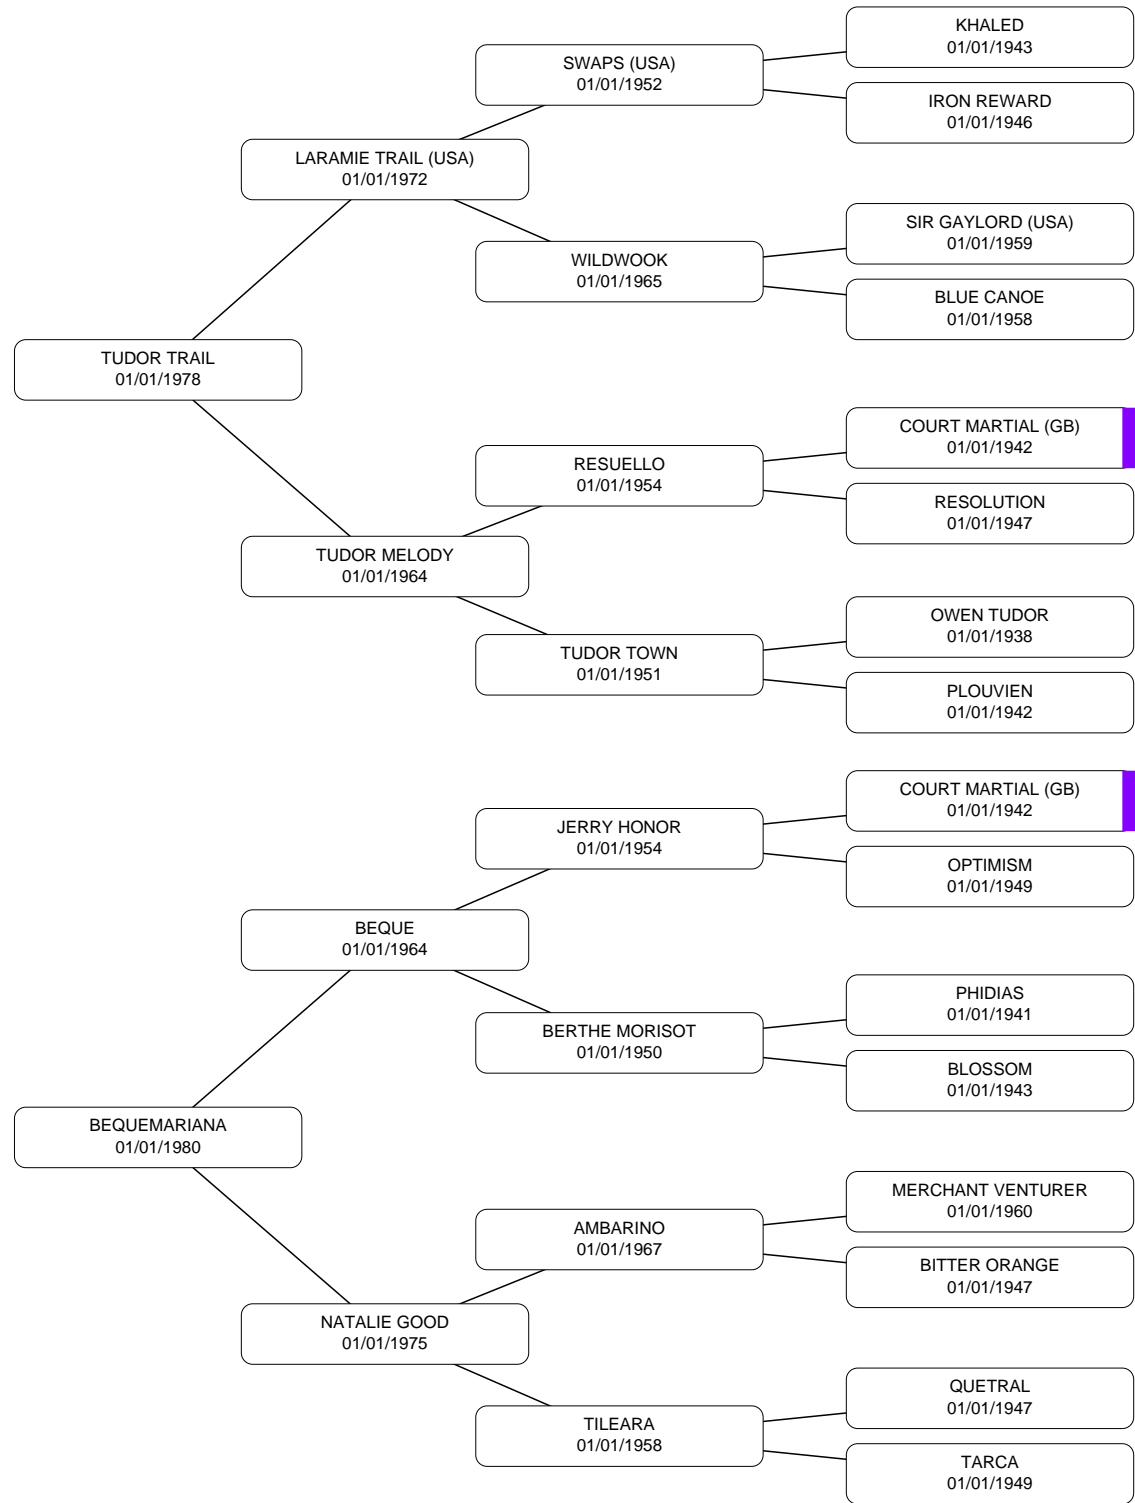 KHALED
01/01/1943
SWAPS (USA)
01/01/1952
IRON REWARD
01/01/1946
LARAMIE TRAIL (USA)
01/01/1972
SIR GAYLORD (USA)
01/01/1959
WILDWOOK
01/01/1965
BLUE CANOE
01/01/1958
TUDOR TRAIL
01/01/1978
COURT MARTIAL (GB)
01/01/1942
RESUELLO
01/01/1954
RESOLUTION
01/01/1947
TUDOR MELODY
01/01/1964
OWEN TUDOR
01/01/1938
TUDOR TOWN
01/01/1951
PLOUVIEN
01/01/1942
COURT MARTIAL (GB)
01/01/1942
JERRY HONOR
01/01/1954
OPTIMISM
01/01/1949
BEQUE
01/01/1964
PHIDIAS
01/01/1941
BERTHE MORISOT
01/01/1950
BLOSSOM
01/01/1943
BEQUEMARIANA
01/01/1980
MERCHANT VENTURER
01/01/1960
AMBARINO
01/01/1967
BITTER ORANGE
01/01/1947
NATALIE GOOD
01/01/1975
QUETRAL
01/01/1947
TILEARA
01/01/1958
TARCA
01/01/1949